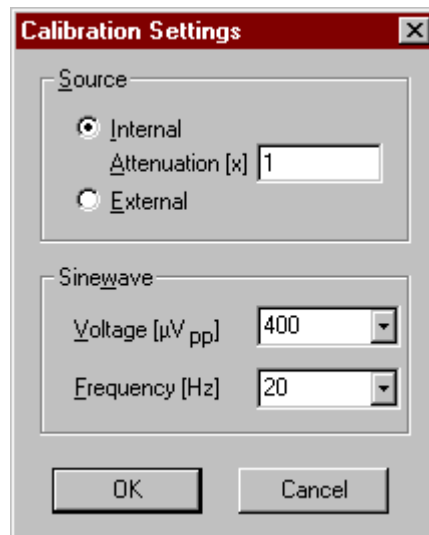 Calibration Settings
Source
Internal
Attenuation [x] 1
External
Sinewave
Voltage [µV pp] 400
Frequency [Hz] 20
OK Cancel